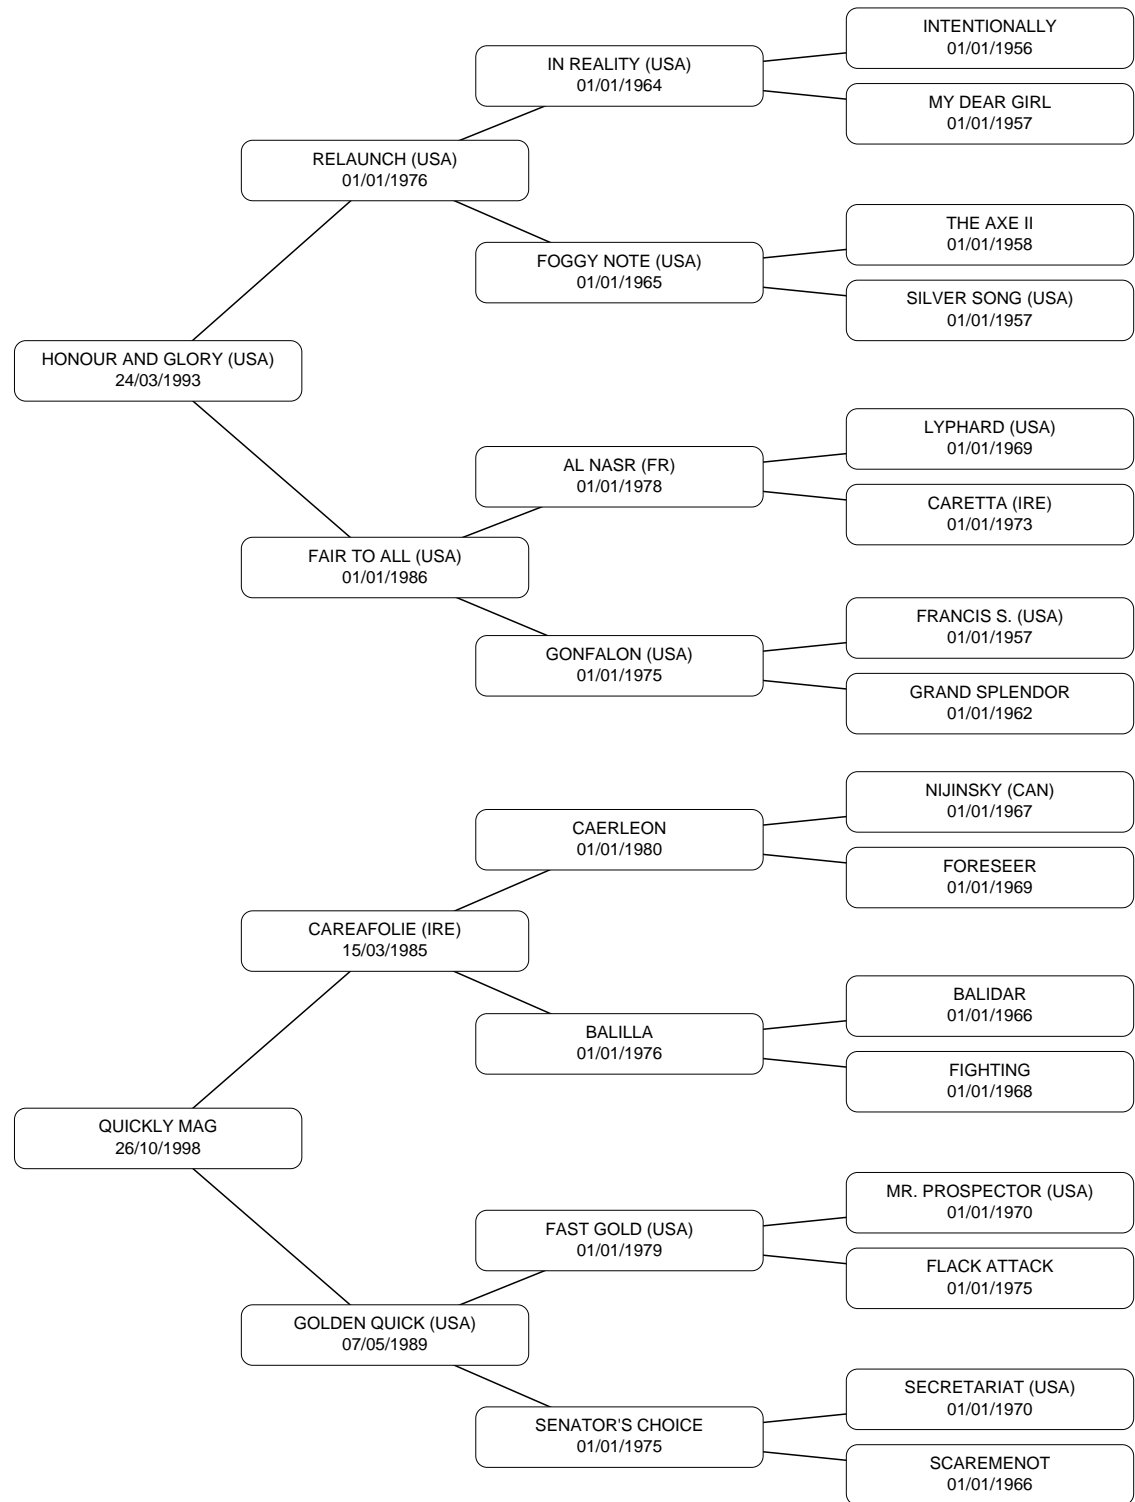 INTENTIONALLY
01/01/1956
IN REALITY (USA)
01/01/1964
MY DEAR GIRL
01/01/1957
RELAUNCH (USA)
01/01/1976
THE AXE II
01/01/1958
FOGGY NOTE (USA)
01/01/1965
SILVER SONG (USA)
01/01/1957
HONOUR AND GLORY (USA)
24/03/1993
LYPHARD (USA)
01/01/1969
AL NASR (FR)
01/01/1978
CARETTA (IRE)
01/01/1973
FAIR TO ALL (USA)
01/01/1986
FRANCIS S. (USA)
01/01/1957
GONFALON (USA)
01/01/1975
GRAND SPLENDOR
01/01/1962
NIJINSKY (CAN)
01/01/1967
CAERLEON
01/01/1980
FORESEER
01/01/1969
CAREAFOLIE (IRE)
15/03/1985
BALIDAR
01/01/1966
BALILLA
01/01/1976
FIGHTING
01/01/1968
QUICKLY MAG
26/10/1998
MR. PROSPECTOR (USA)
01/01/1970
FAST GOLD (USA)
01/01/1979
FLACK ATTACK
01/01/1975
GOLDEN QUICK (USA)
07/05/1989
SECRETARIAT (USA)
01/01/1970
SENATOR'S CHOICE
01/01/1975
SCAREMENOT
01/01/1966